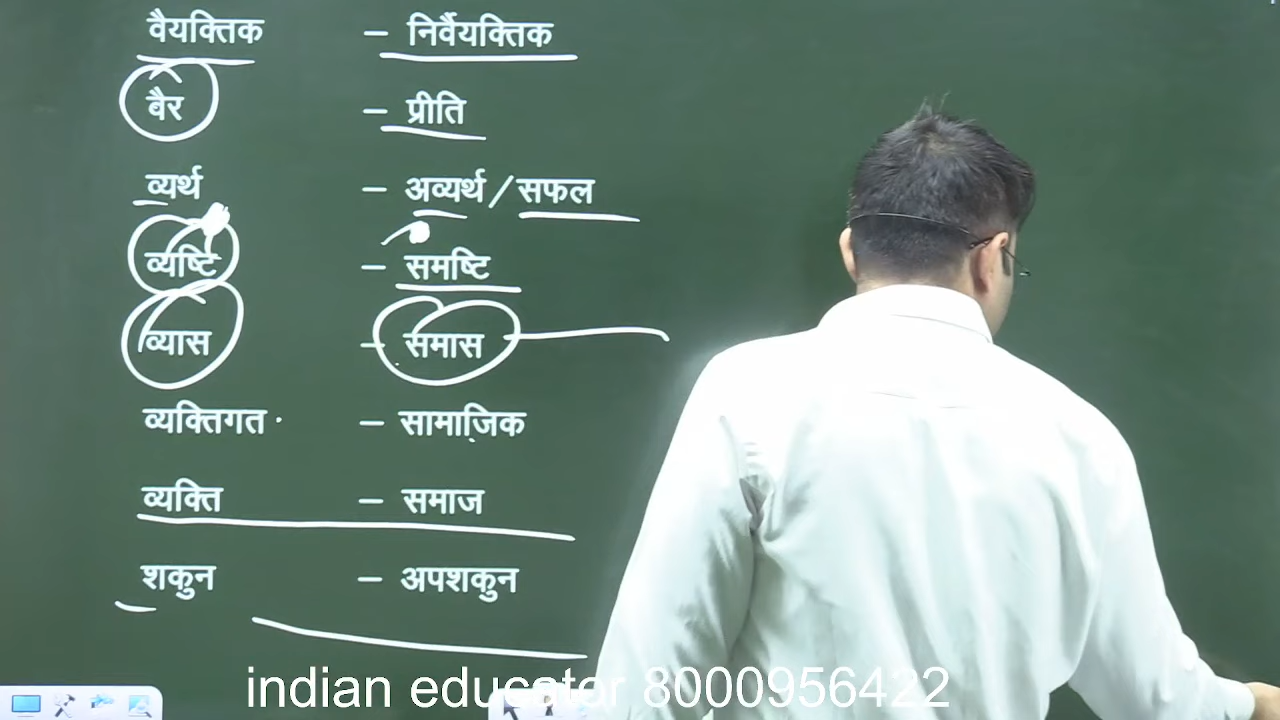 वैयक्तिक – निर्वैयक्तिक
बैर – प्रीति
व्यर्थ – अव्यर्थ/सफल
व्यष्टि – समष्टि
व्यास – समास
व्यक्तिगत – सामाजिक
व्यक्ति – समाज
शकुन – अपशकुन
indian educator 8000956422